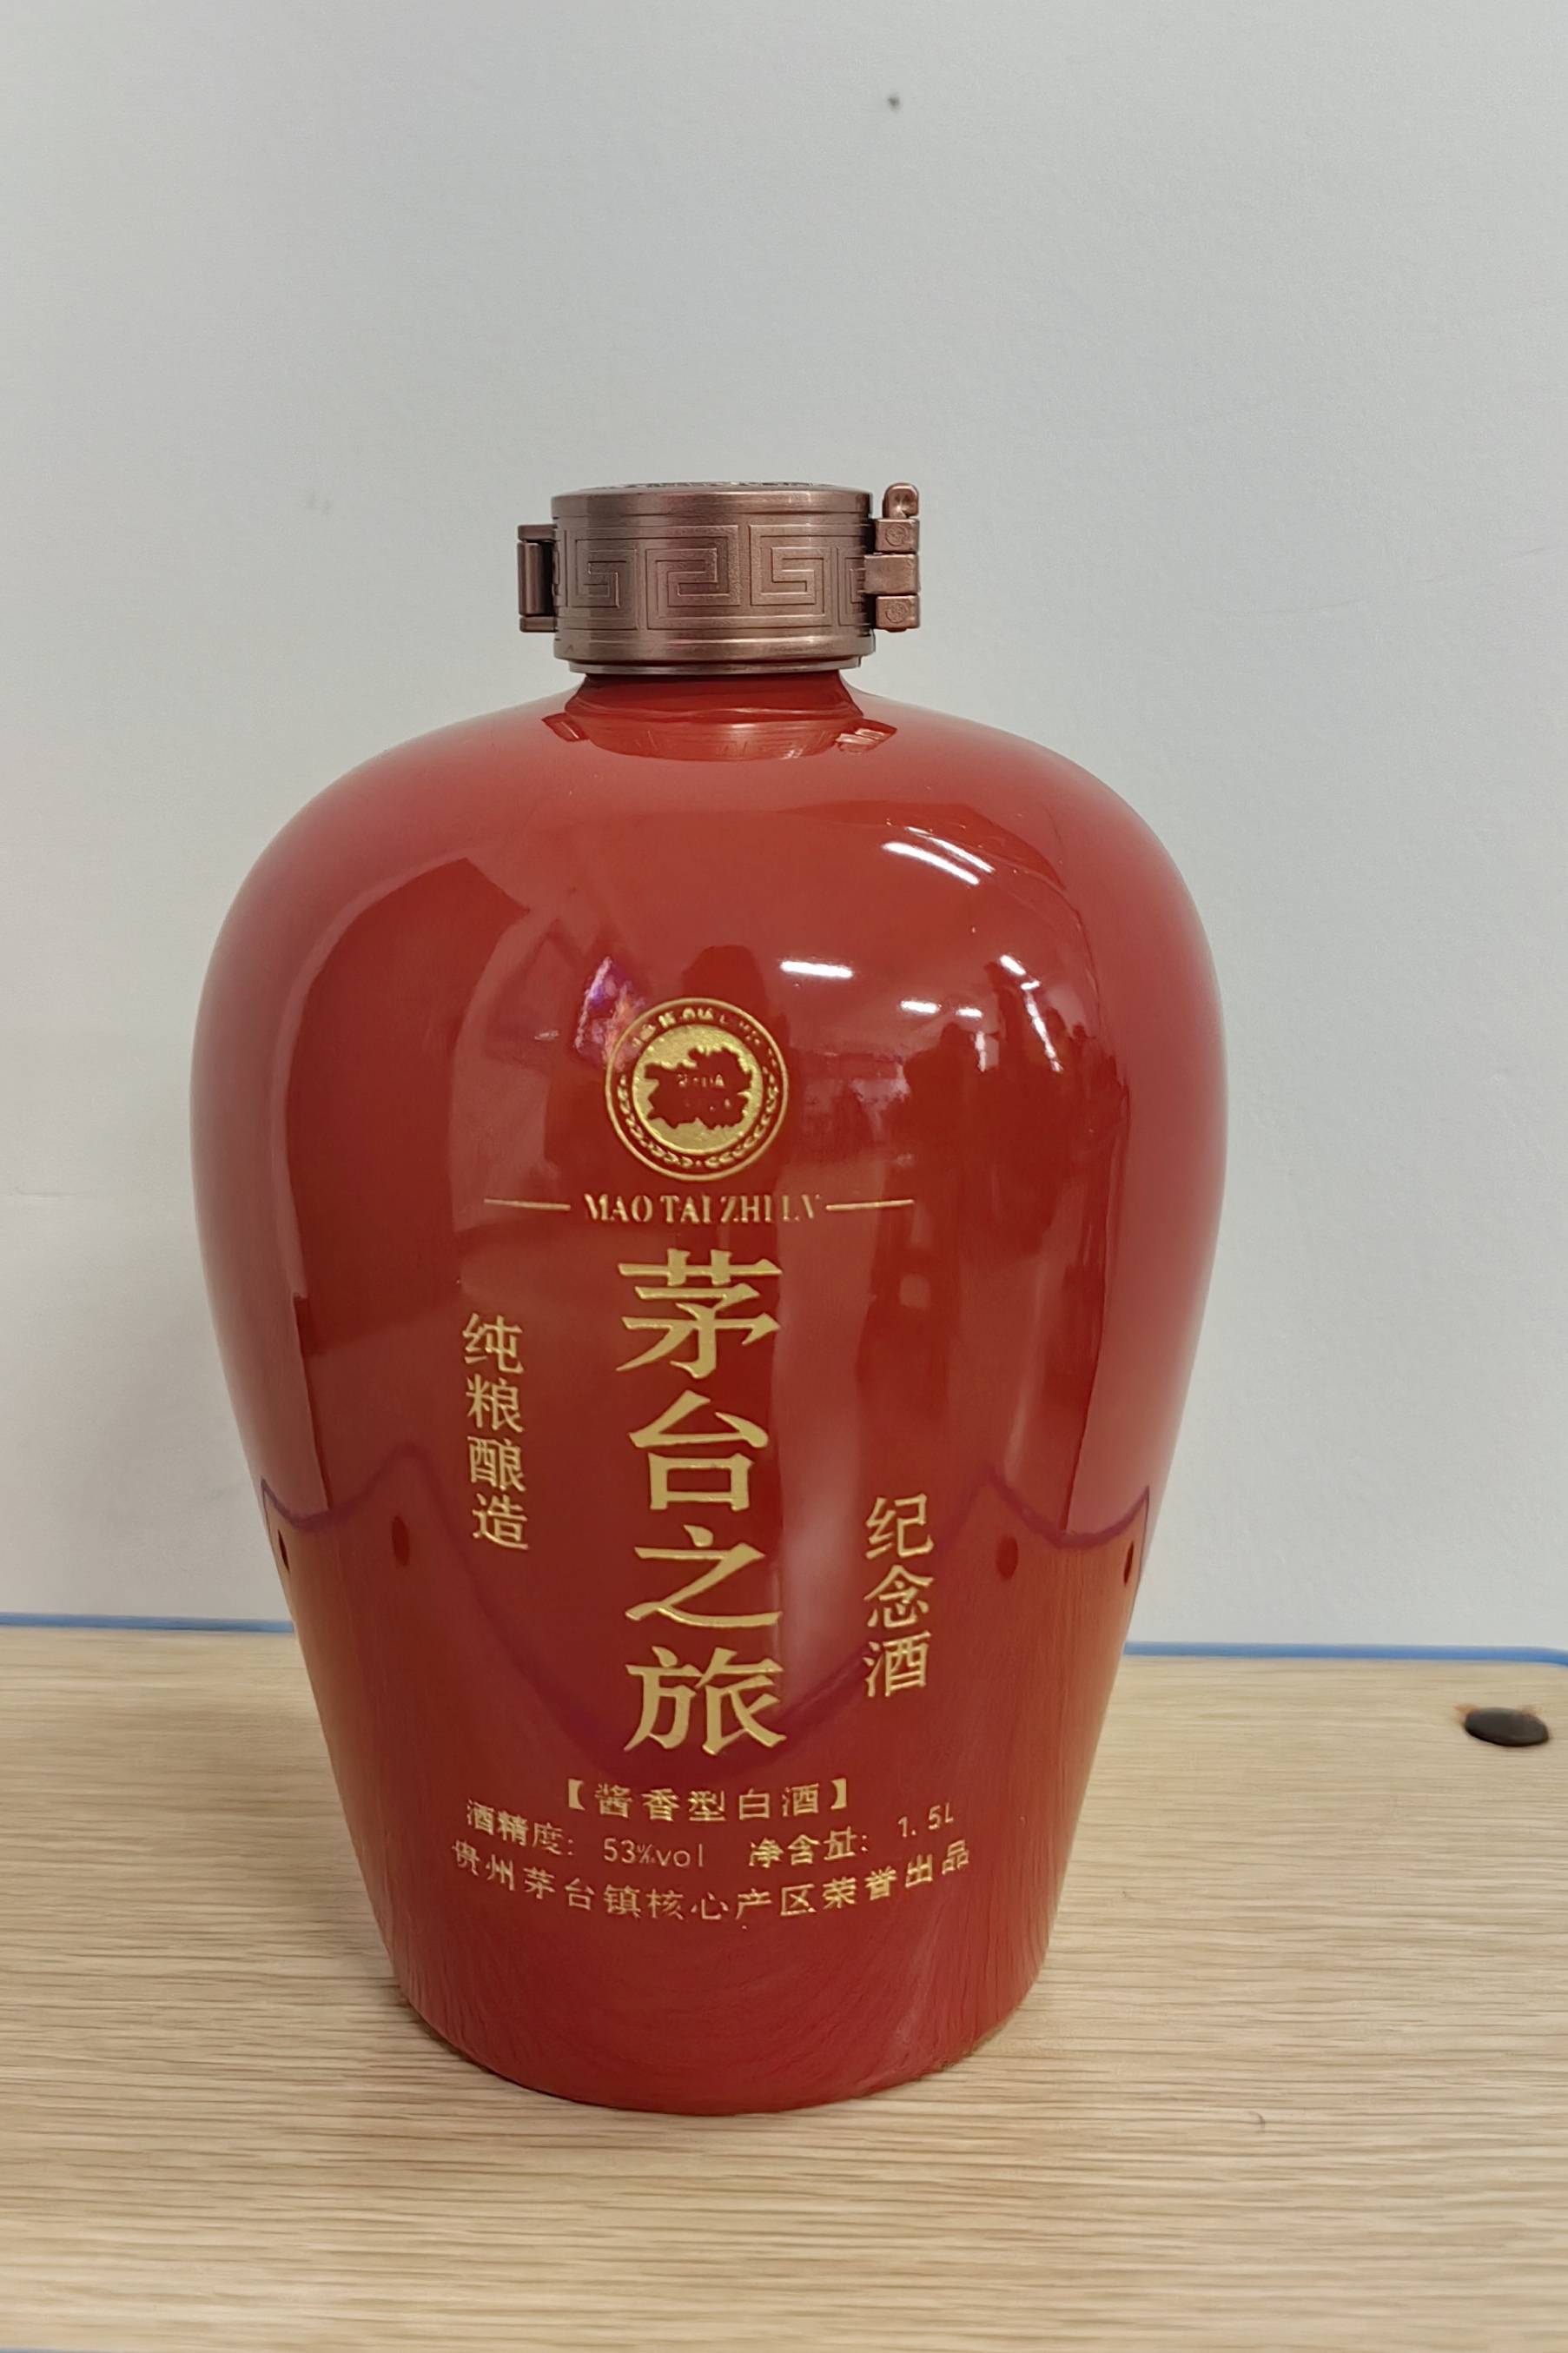 MAO TAI ZHI LV
茅台之旅
纯粮酿造
纪念酒
【酱香型白酒】
酒精度: 53%vol 净含量: 1.5L
贵州茅台镇核心产区荣誉出品